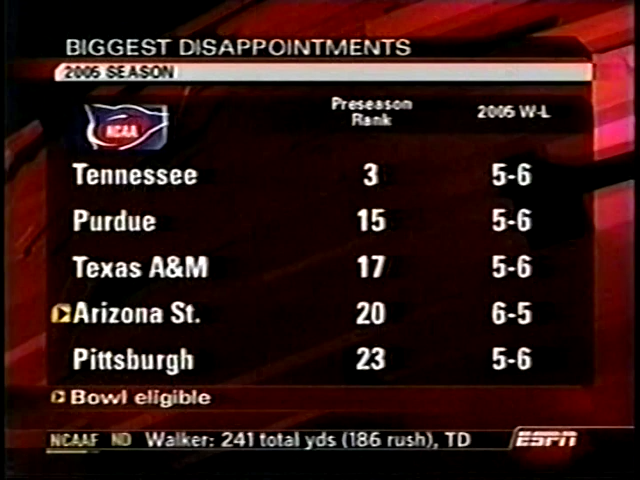 BIGGEST DISAPPOINTMENTS
2005 SEASON
NCAA
Preseason Rank 2005 W-L
Tennessee 3 5-6
Purdue 15 5-6
Texas A&M 17 5-6
Arizona St. 20 6-5
Pittsburgh 23 5-6
Bowl eligible
NCAAF ND Walker: 241 total yds (186 rush), TD ESPN